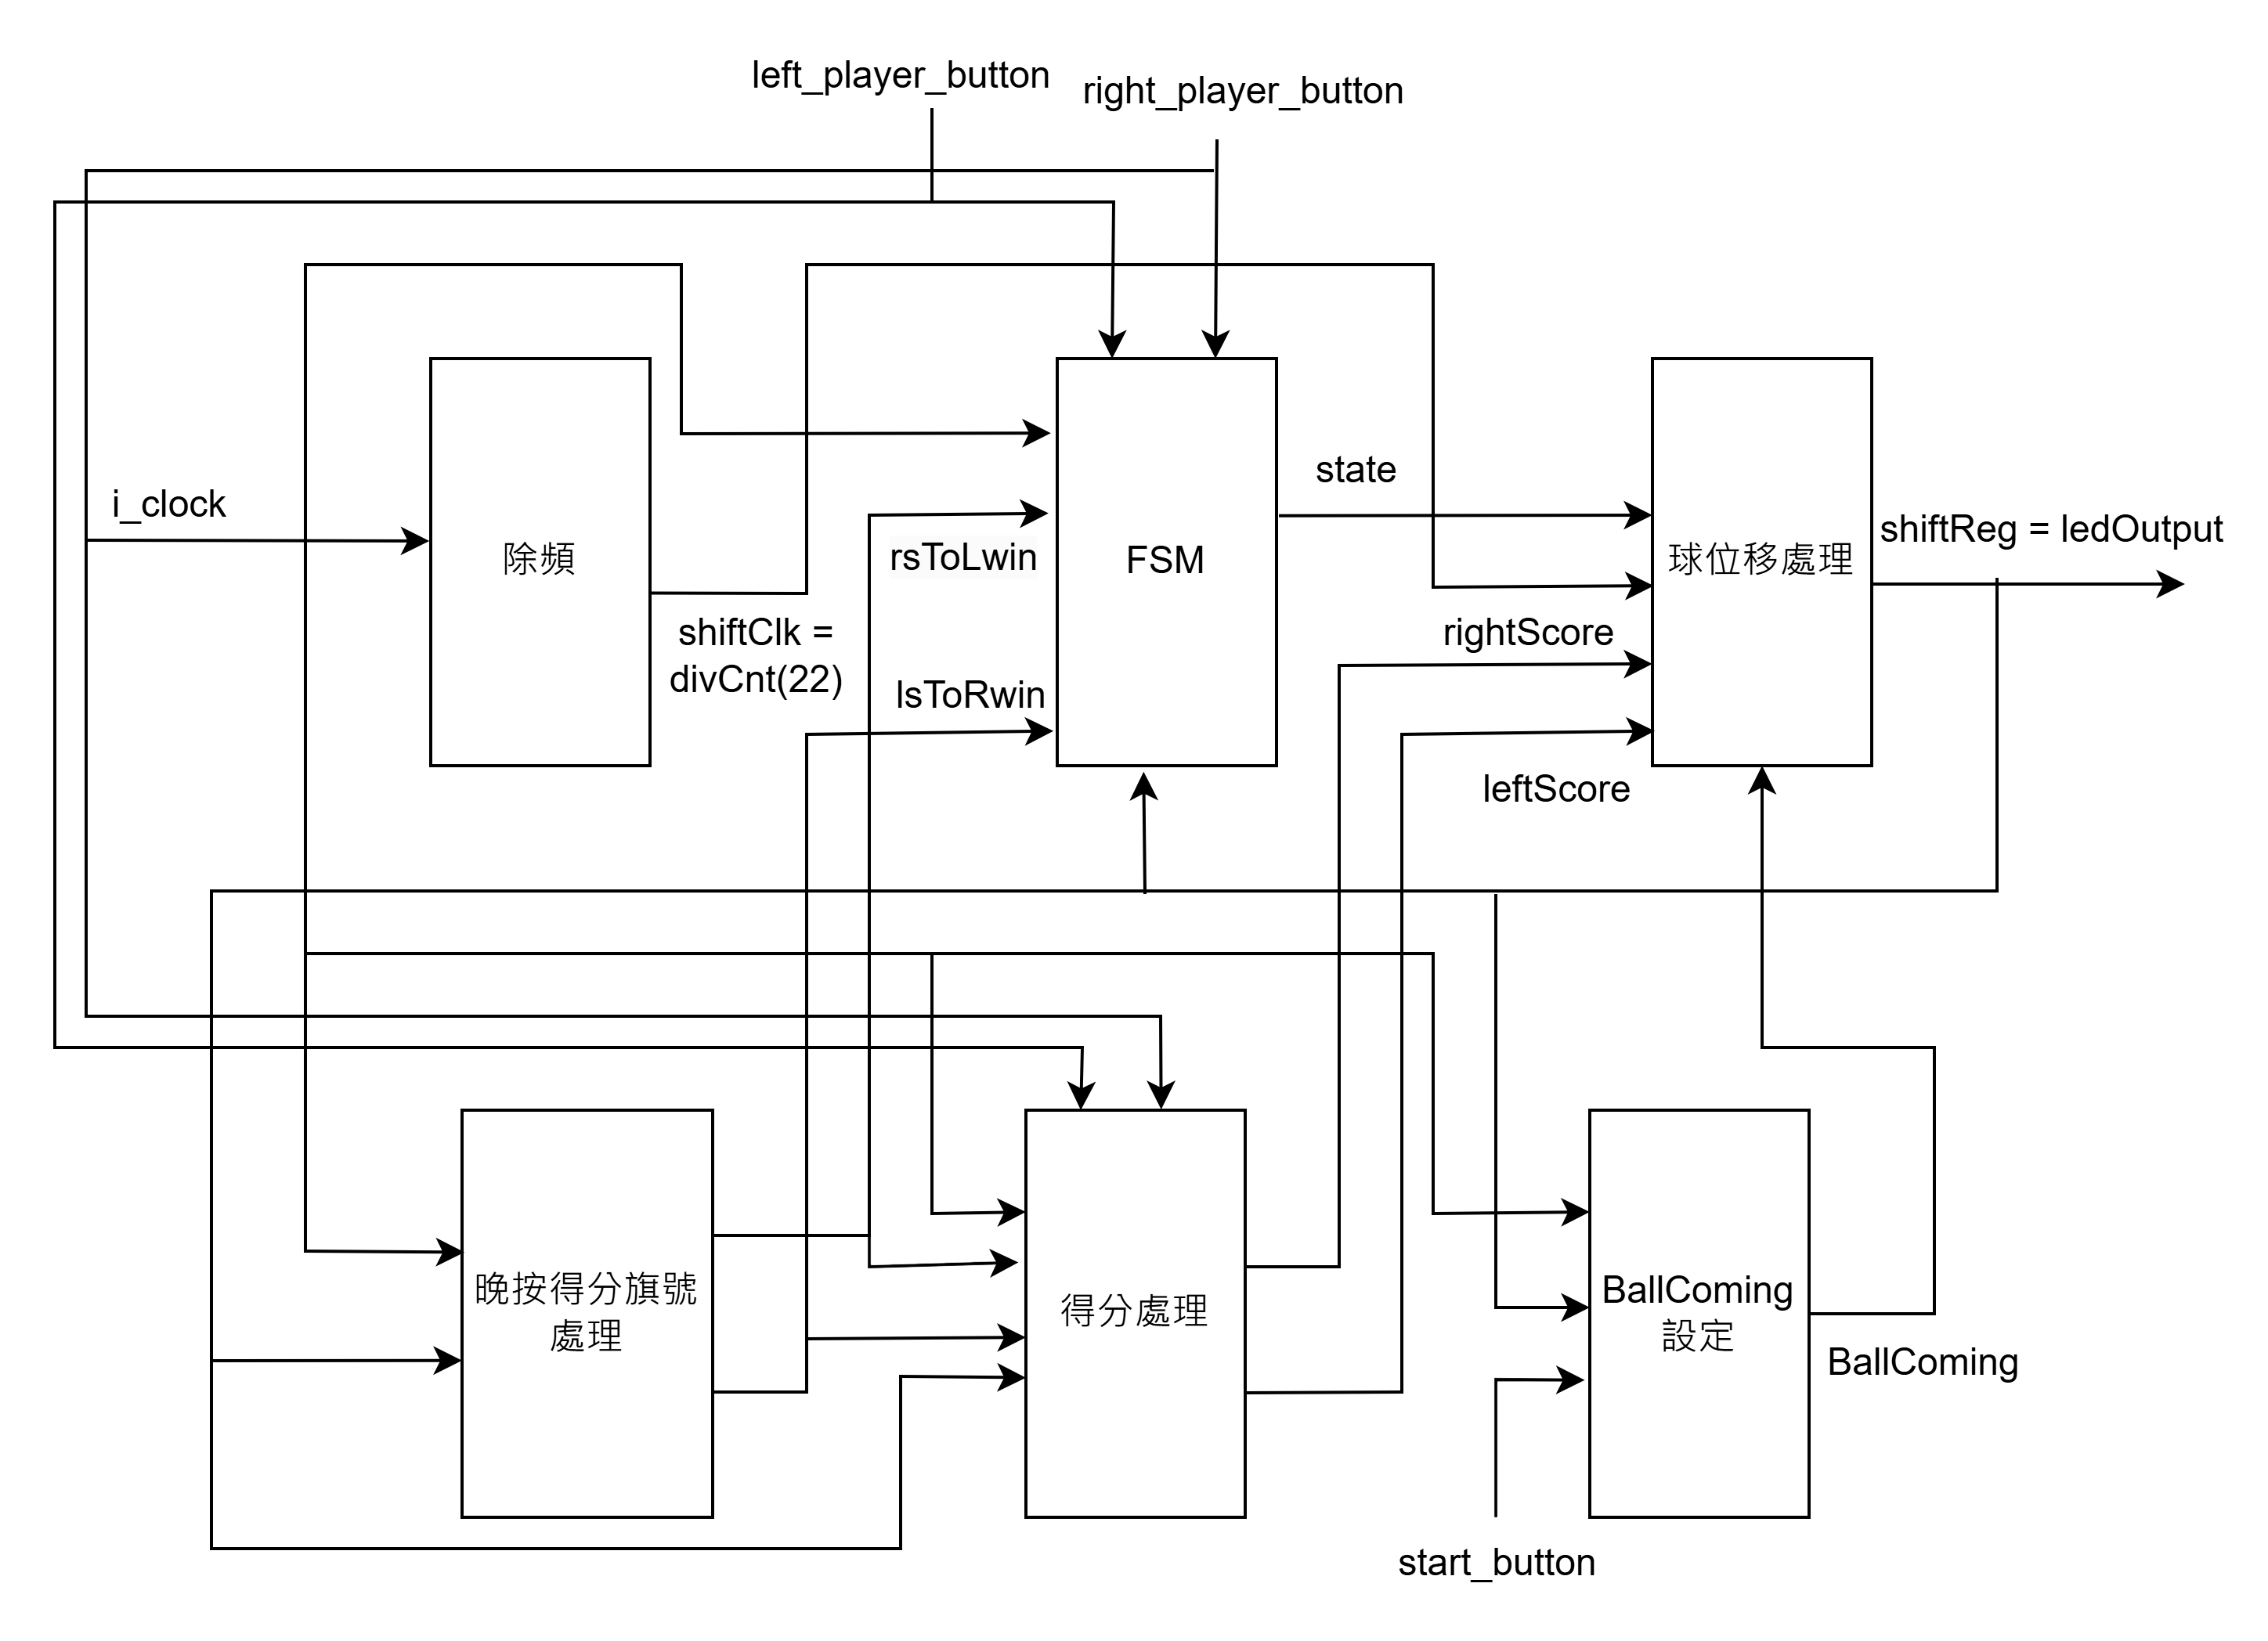 left_player_button
right_player_button
i_clock
除頻
shiftClk =
divCnt(22)
rsToLwin
lsToRwin
FSM
state
rightScore
leftScore
球位移處理
shiftReg = ledOutput
晚按得分旗號
處理
得分處理
BallComing
設定
BallComing
start_button